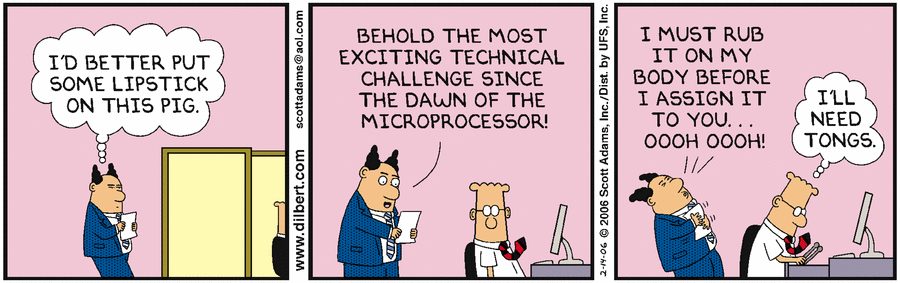 I'D BETTER PUT
SOME LIPSTICK
ON THIS PIG.
www.dilbert.com
scottadams@aol.com
BEHOLD THE MOST
EXCITING TECHNICAL
CHALLENGE SINCE
THE DAWN OF THE
MICROPROCESSOR!
2-14-06 © 2006 Scott Adams, Inc./Dist. by UFS, Inc.
I MUST RUB
IT ON MY
BODY BEFORE
I ASSIGN IT
TO YOU...
OOOH OOOH!
I'LL
NEED
TONGS.